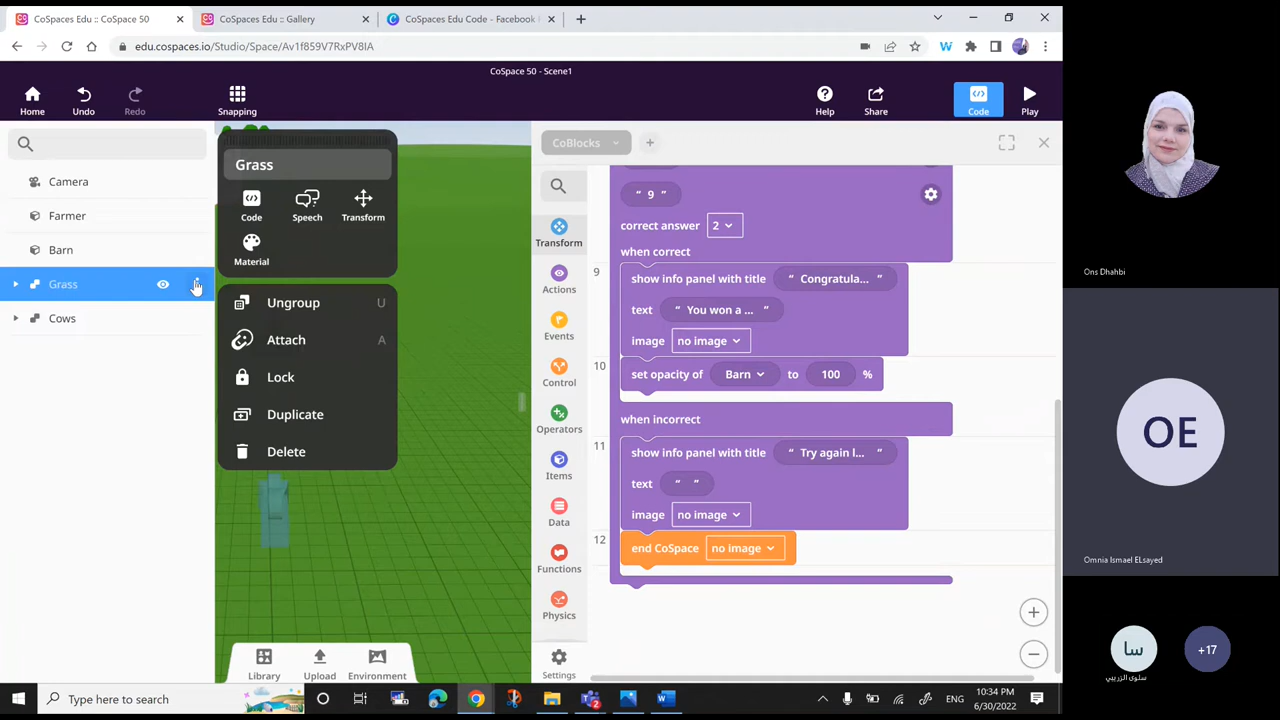 CoSpaces Edu :: CoSpace 50
CoSpaces Edu :: Gallery
CoSpaces Edu Code - Facebook
edu.cospaces.io/Studio/Space/Av1f859V7RxPV8IA
CoSpace 50 - Scene1
Home
Undo
Redo
Snapping
Help
Share
Code
Play
Camera
Farmer
Barn
Grass
Cows
Grass
Code
Speech
Transform
Material
Ungroup U
Attach A
Lock
Duplicate
Delete
Library
Upload
Environment
CoBlocks
Transform
Actions
Events
Control
Operators
Items
Data
Functions
Physics
Settings
“ 9 ”
correct answer 2
when correct
9 show info panel with title “ Congratula... ”
text “ You won a ... ”
image no image
10 set opacity of Barn to 100 %
when incorrect
11 show info panel with title “ Try again l... ”
text “ ”
image no image
12 end CoSpace no image
Ons Dhahbi
OE
Omnia Ismael ELsayed
سا
سلوى الزريبي
+17
Type here to search
ENG
10:34 PM
6/30/2022